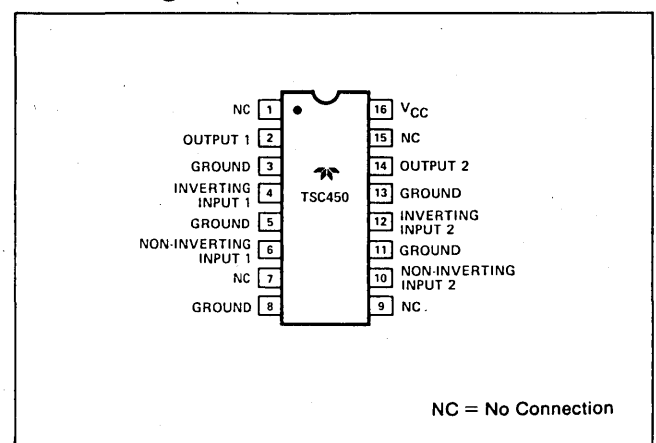 NC 1
OUTPUT 1 2
GROUND 3
INVERTING
INPUT 1 4
GROUND 5
NON-INVERTING
INPUT 1 6
NC 7
GROUND 8
TSC450
16 VCC
15 NC
14 OUTPUT 2
13 GROUND
12 INVERTING
INPUT 2
11 GROUND
10 NON-INVERTING
INPUT 2
9 NC.
NC = No Connection